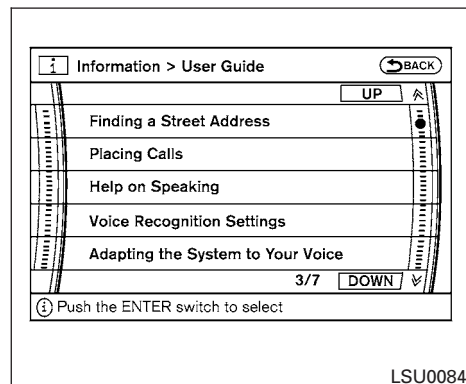 i Information > User Guide BACK
UP
Finding a Street Address
Placing Calls
Help on Speaking
Voice Recognition Settings
Adapting the System to Your Voice
3/7 DOWN
i Push the ENTER switch to select
LSU0084